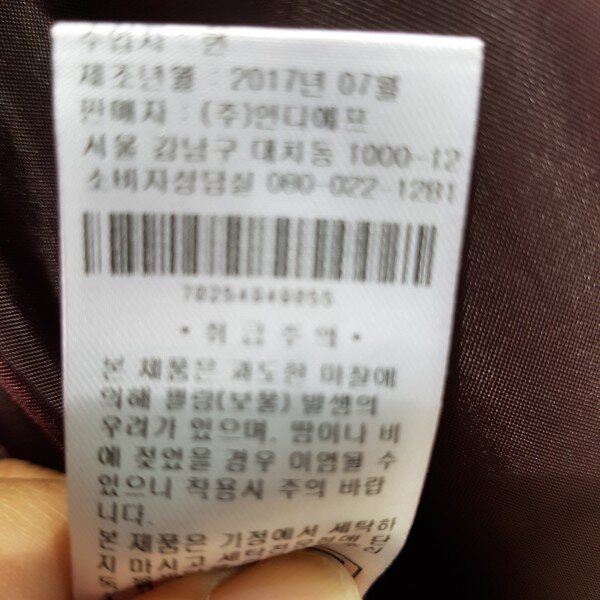 제조년월 : 2017년 07월
판매자 : (주)인디에프
서울 강남구 대치동 1000-12
소비자상담실 080-022-1281
• 취급주의 •
본 제품은 과도한 마찰에
의해 필링(보풀) 발생의
우려가 있으며, 땀이나 비
에 젖었을 경우 이염될 수
있으니 착용시 주의 바랍
니다.
본 제품은 가정에서 세탁하
지 마시고